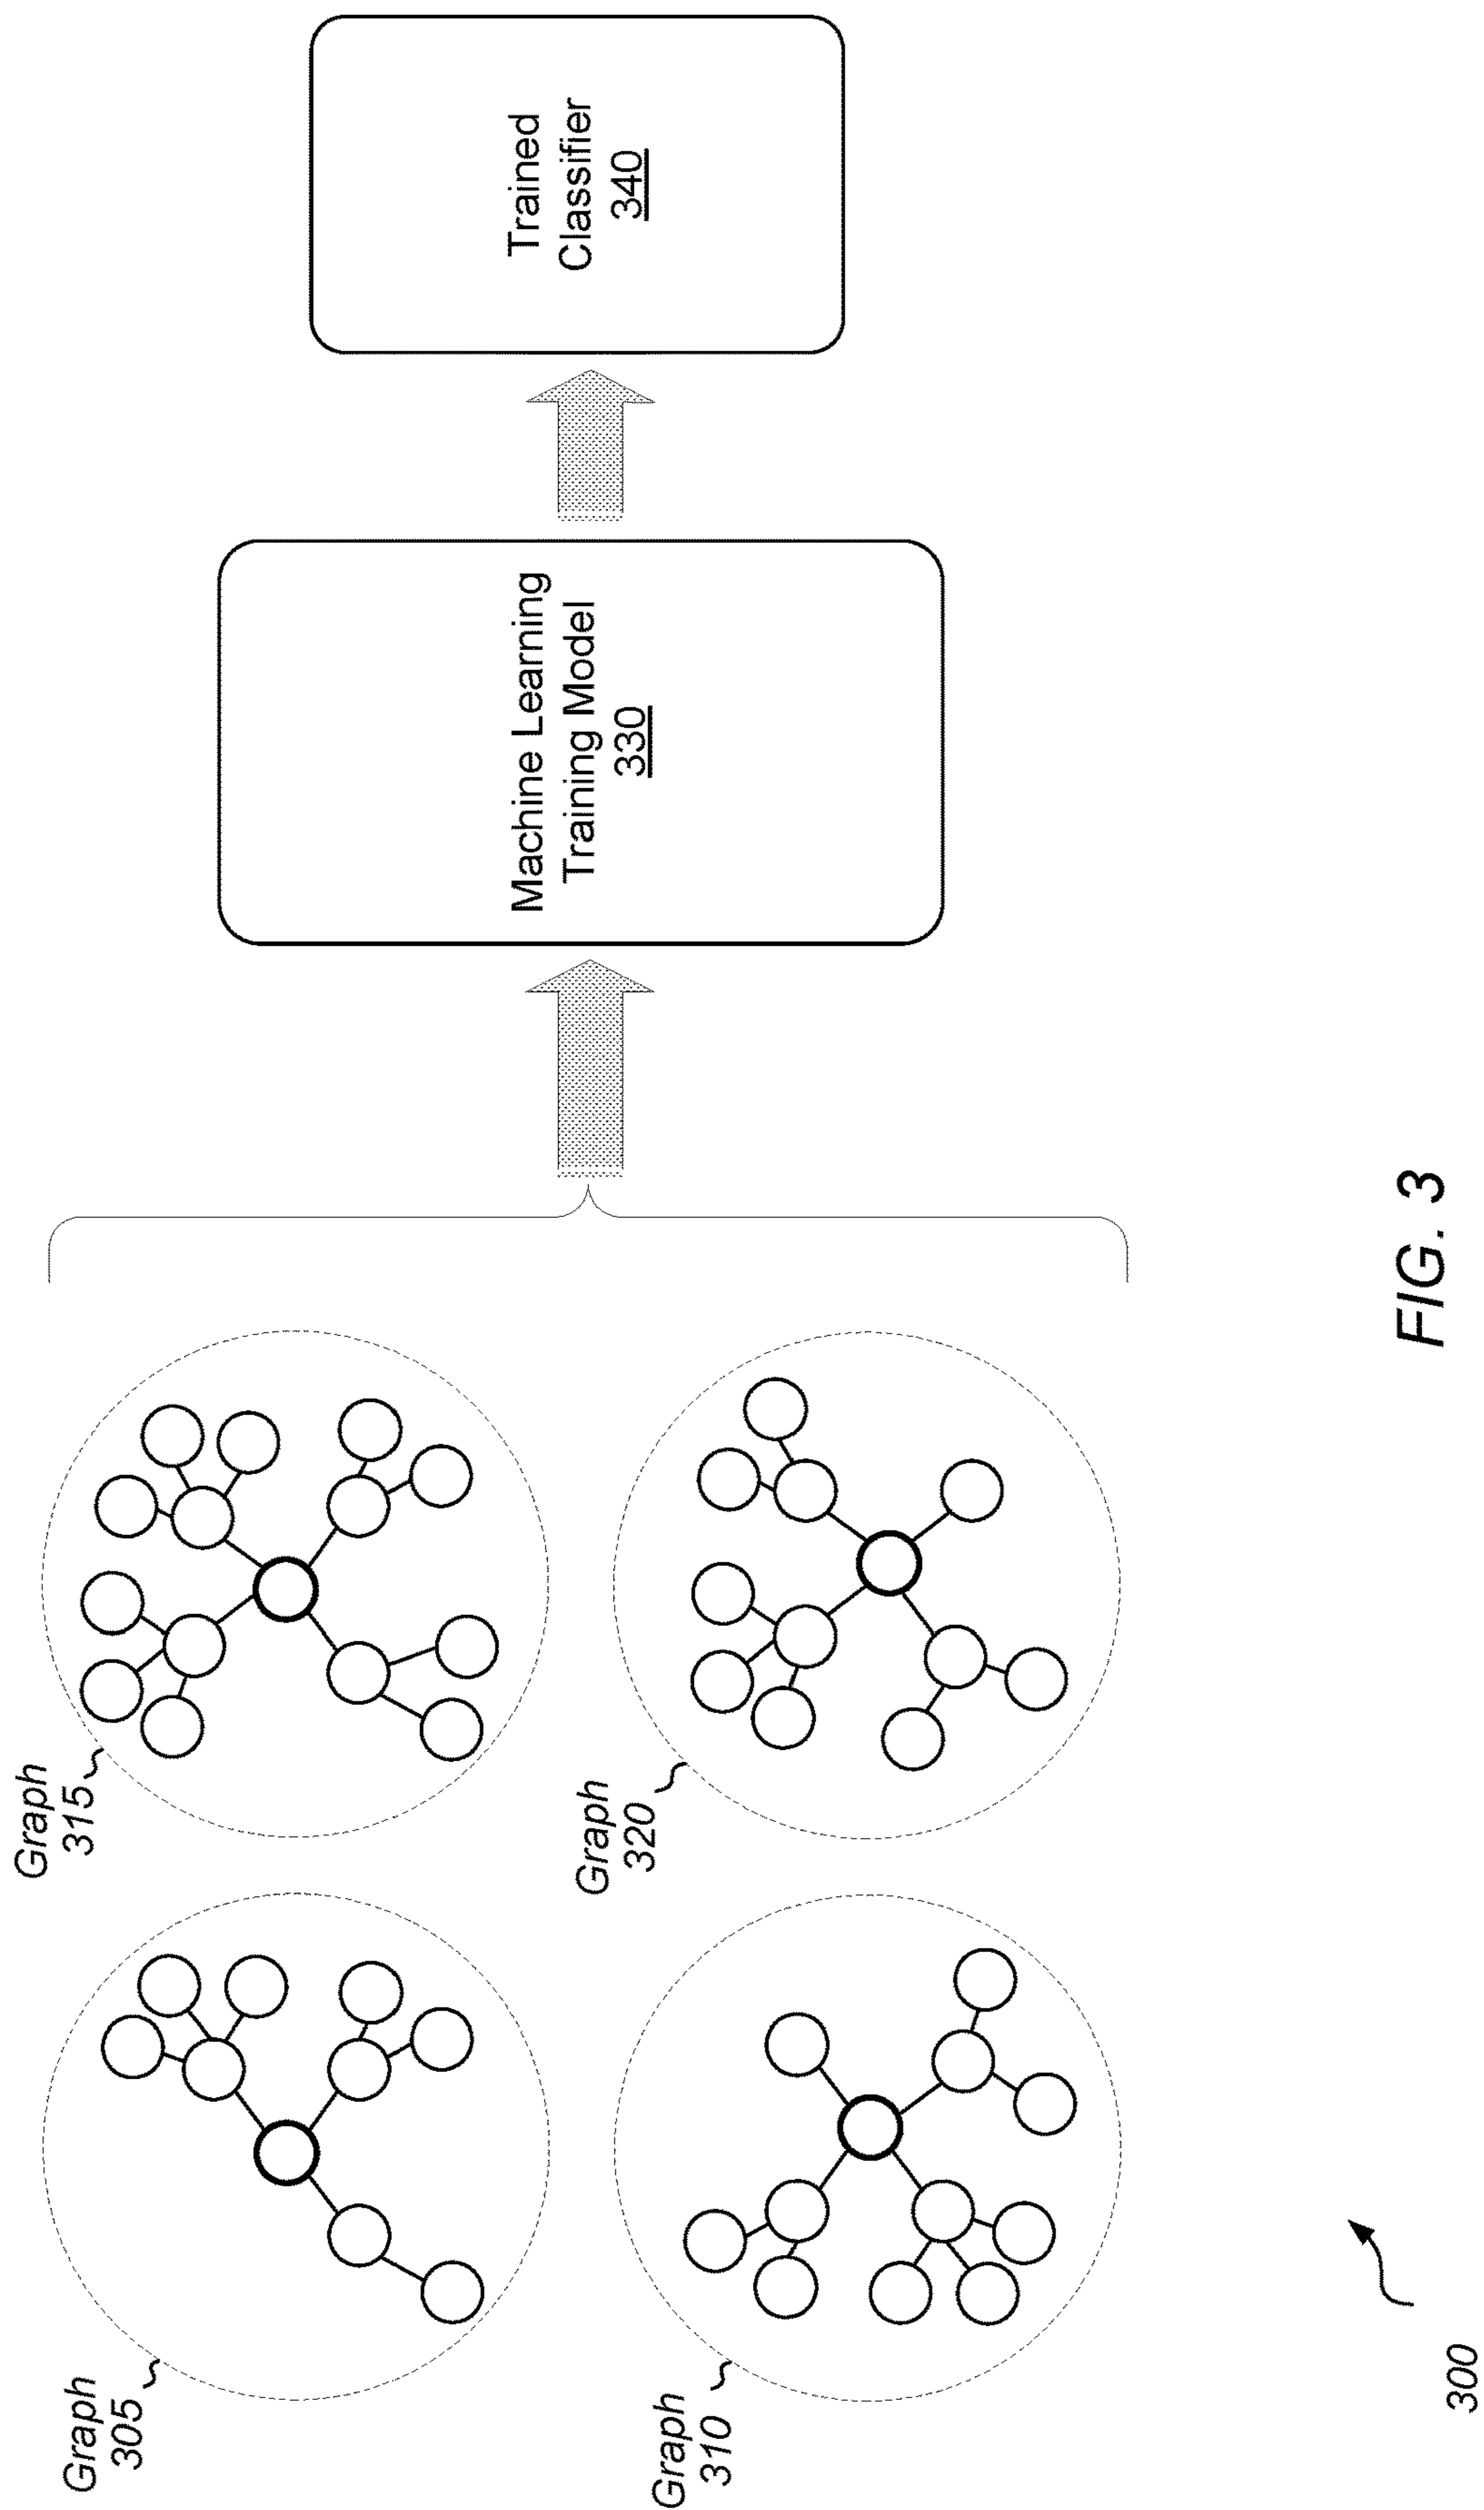 Graph
305
Graph
315
Graph
310
Graph
320
Machine Learning
Training Model
330
Trained
Classifier
340
300
FIG. 3